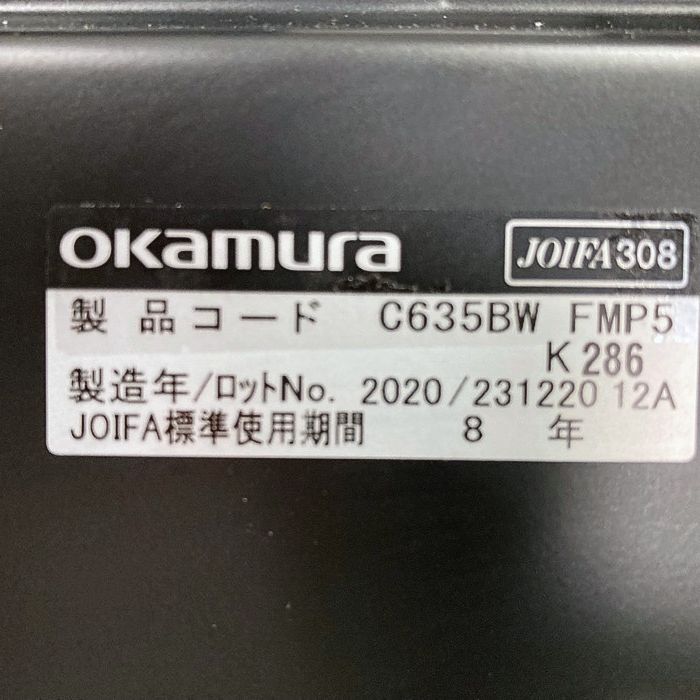 okamura JOIFA308
製品コード C635BW FMP5
K286
製造年/ロットNo. 2020/231220 12A
JOIFA標準使用期間 8 年